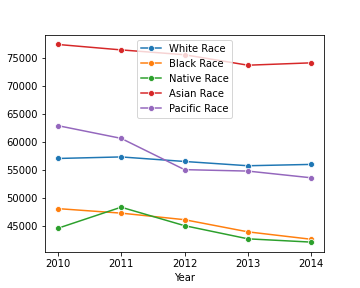 White Race
Black Race
Native Race
Asian Race
Pacific Race
75000
70000
65000
60000
55000
50000
45000
2010 2011 2012 2013 2014
Year